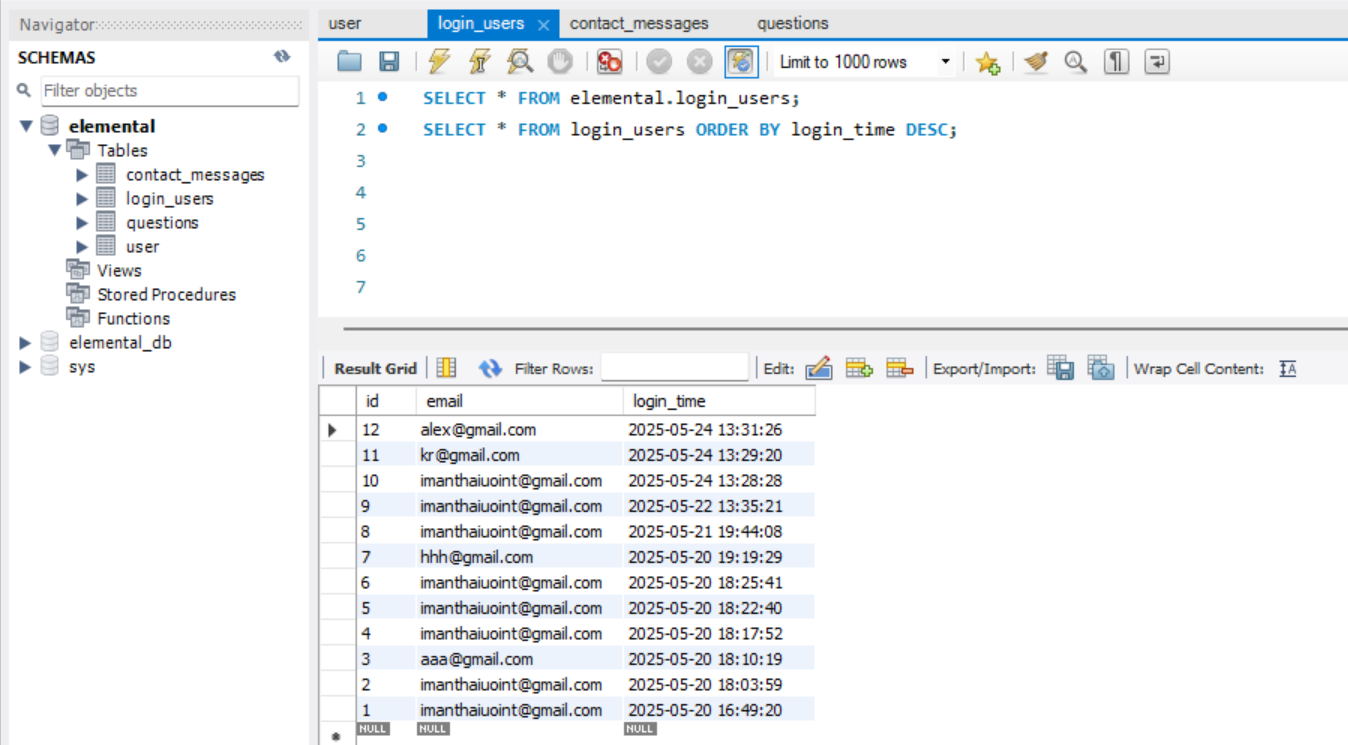 Navigator
SCHEMAS
Filter objects
elemental
Tables
contact_messages
login_users
questions
user
Views
Stored Procedures
Functions
elemental_db
sys
user login_users × contact_messages questions
Limit to 1000 rows
1 SELECT * FROM elemental.login_users;
2 SELECT * FROM login_users ORDER BY login_time DESC;
3
4
5
6
7
Result Grid Filter Rows: Edit: Export/Import: Wrap Cell Content: IA
id email login_time
12 alex@gmail.com 2025-05-24 13:31:26
11 kr@gmail.com 2025-05-24 13:29:20
10 imanthaiuoint@gmail.com 2025-05-24 13:28:28
9 imanthaiuoint@gmail.com 2025-05-22 13:35:21
8 imanthaiuoint@gmail.com 2025-05-21 19:44:08
7 hhh@gmail.com 2025-05-20 19:19:29
6 imanthaiuoint@gmail.com 2025-05-20 18:25:41
5 imanthaiuoint@gmail.com 2025-05-20 18:22:40
4 imanthaiuoint@gmail.com 2025-05-20 18:17:52
3 aaa@gmail.com 2025-05-20 18:10:19
2 imanthaiuoint@gmail.com 2025-05-20 18:03:59
1 imanthaiuoint@gmail.com 2025-05-20 16:49:20
* NULL NULL NULL